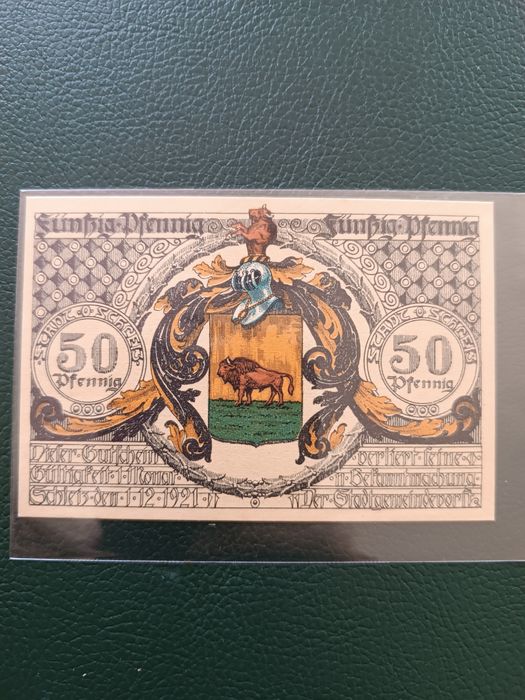 Fünfzig·Pfennig Fünfzig·Pfennig
STADT SCHLEIZ
50
Pfennig
STADT SCHLEIZ
50
Pfennig
Dieser Gutschein verliert seine
Gültigkeit 1 Monat n. Bekanntmachung
Schleiz·den·1·12·1921· Der Stadtgemeindevorst